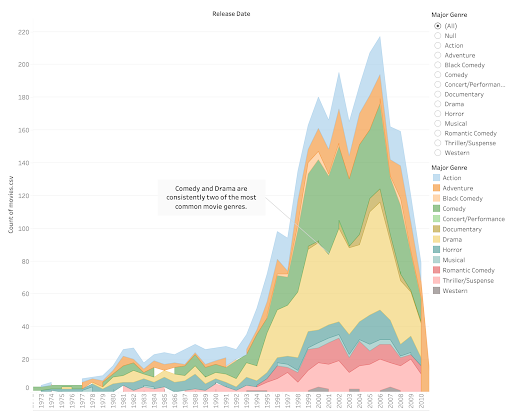 Release Date
Major Genre
(All)
Null
Action
Adventure
Black Comedy
Comedy
Concert/Performan...
Documentary
Drama
Horror
Musical
Romantic Comedy
Thriller/Suspense
Western
Major Genre
Action
Adventure
Black Comedy
Comedy
Concert/Performance
Documentary
Drama
Horror
Musical
Romantic Comedy
Thriller/Suspense
Western
Count of movies.csv
220
200
180
160
140
120
100
80
60
40
20
0
Comedy and Drama are
consistently two of the most
common movie genres.
1973
1974
1975
1976
1977
1978
1979
1980
1981
1982
1983
1984
1985
1986
1987
1988
1989
1990
1991
1992
1993
1994
1995
1996
1997
1998
1999
2000
2001
2002
2003
2004
2005
2006
2007
2008
2009
2010